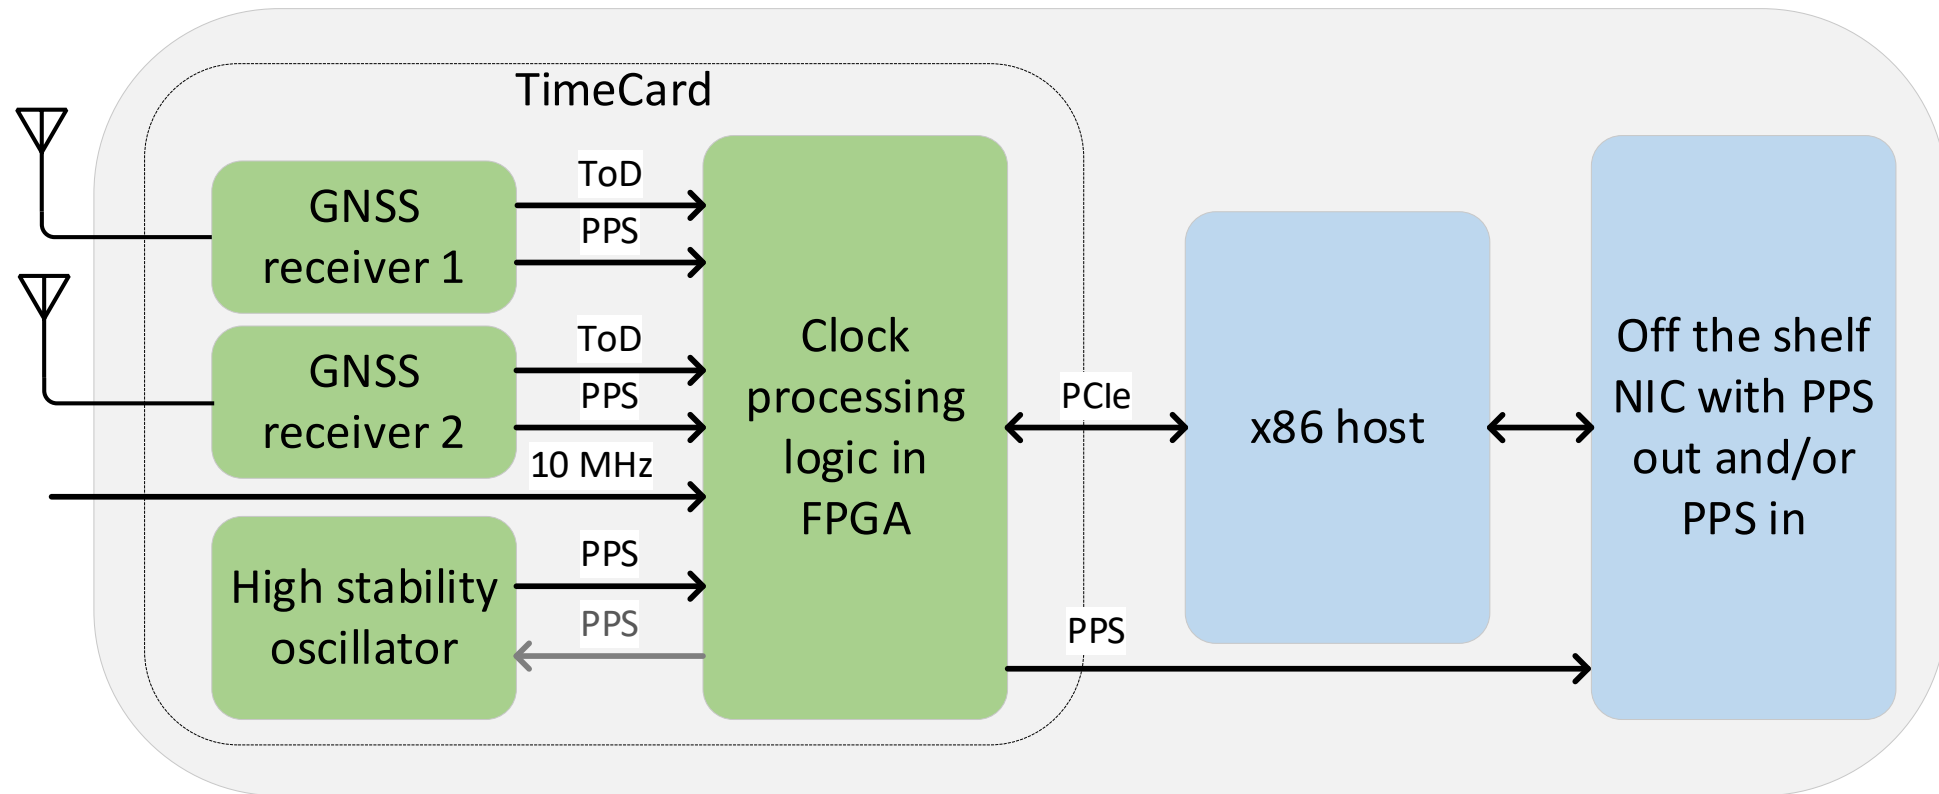 TimeCard
GNSS
receiver 1
ToD
PPS
GNSS
receiver 2
ToD
PPS
10 MHz
High stability
oscillator
PPS
PPS
Clock
processing
logic in
FPGA
PCIe
PPS
x86 host
Off the shelf
NIC with PPS
out and/or
PPS in